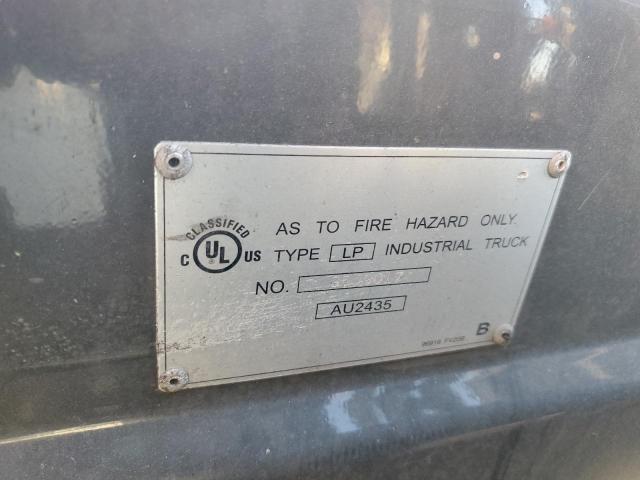 CLASSIFIED
C UL US
AS TO FIRE HAZARD ONLY.
TYPE LP INDUSTRIAL TRUCK
NO.
AU2435
B